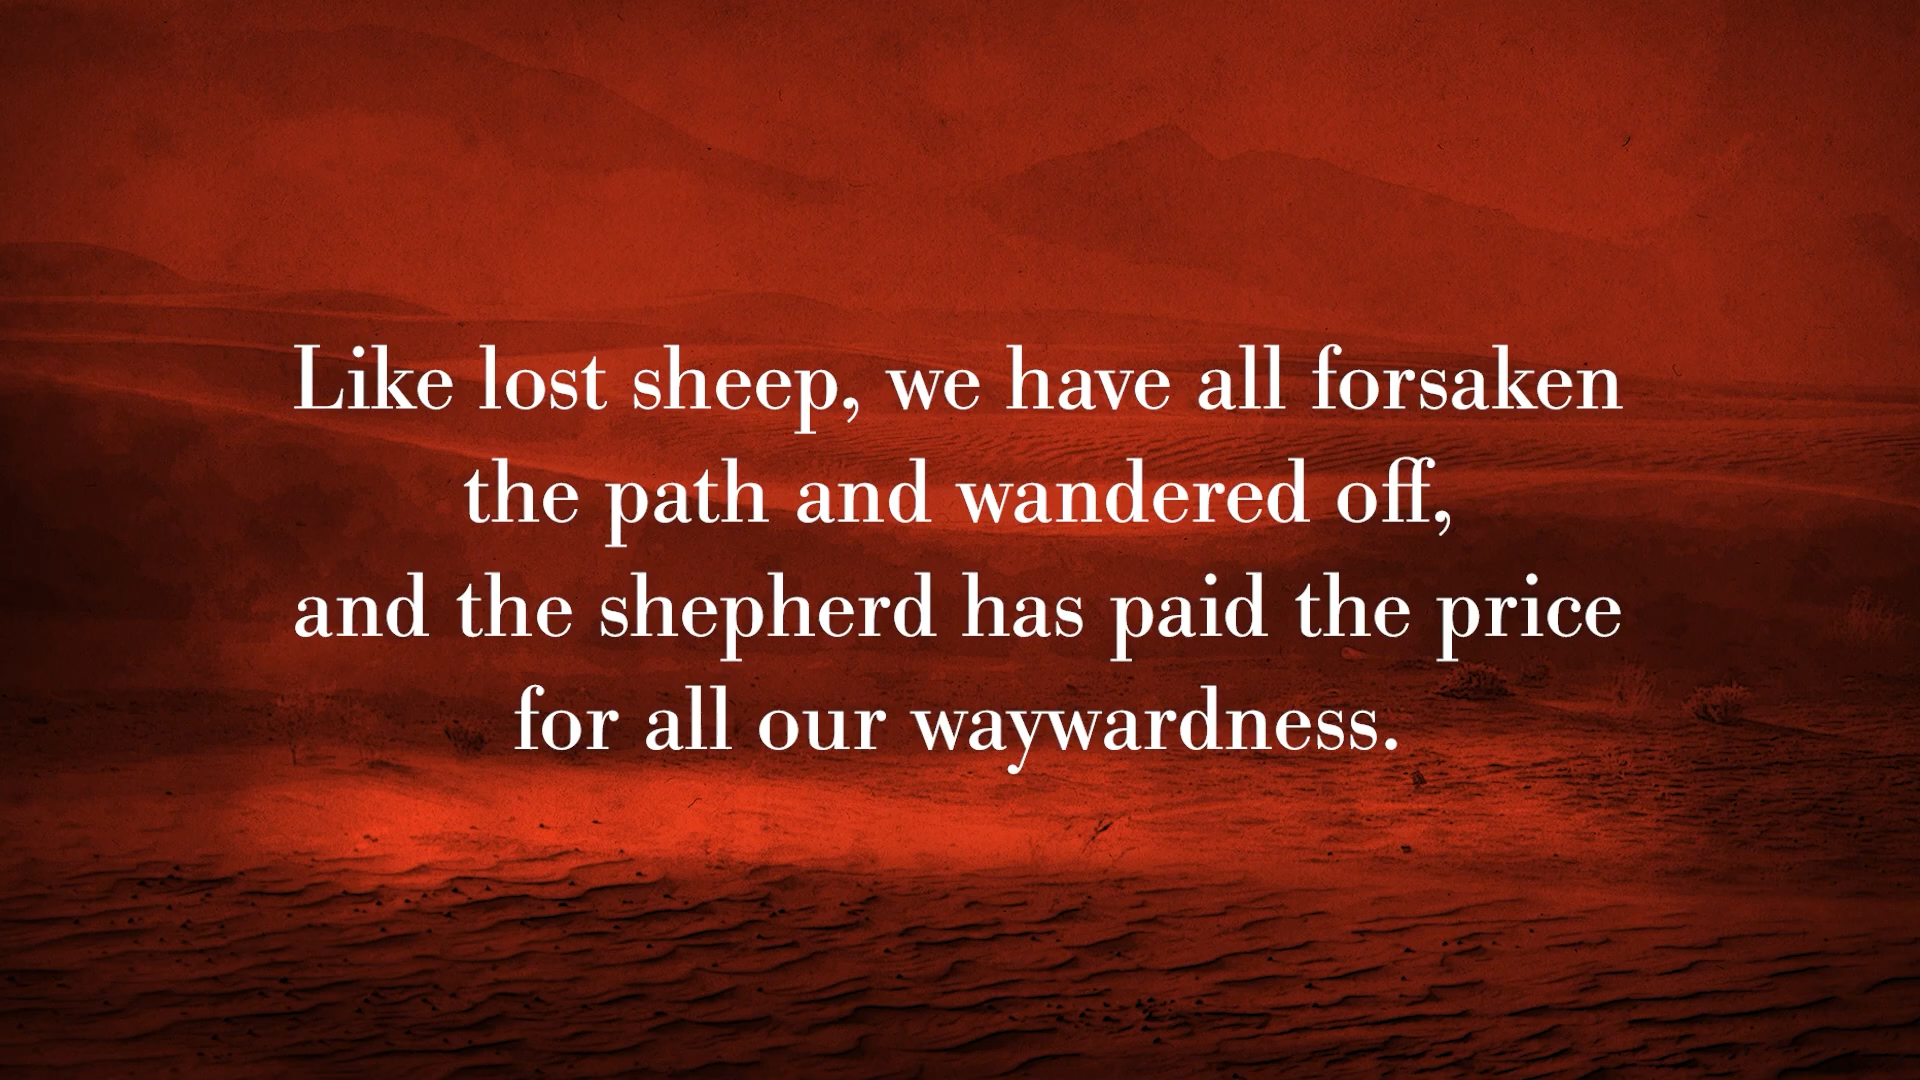 Like lost sheep, we have all forsaken
the path and wandered off,
and the shepherd has paid the price
for all our waywardness.